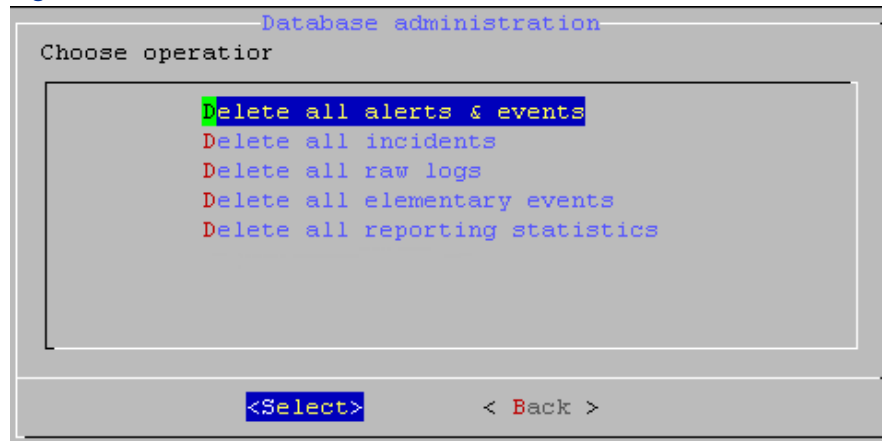 Database administration
Choose operatior
Delete all alerts & events
Delete all incidents
Delete all raw logs
Delete all elementary events
Delete all reporting statistics
<Select> < Back >